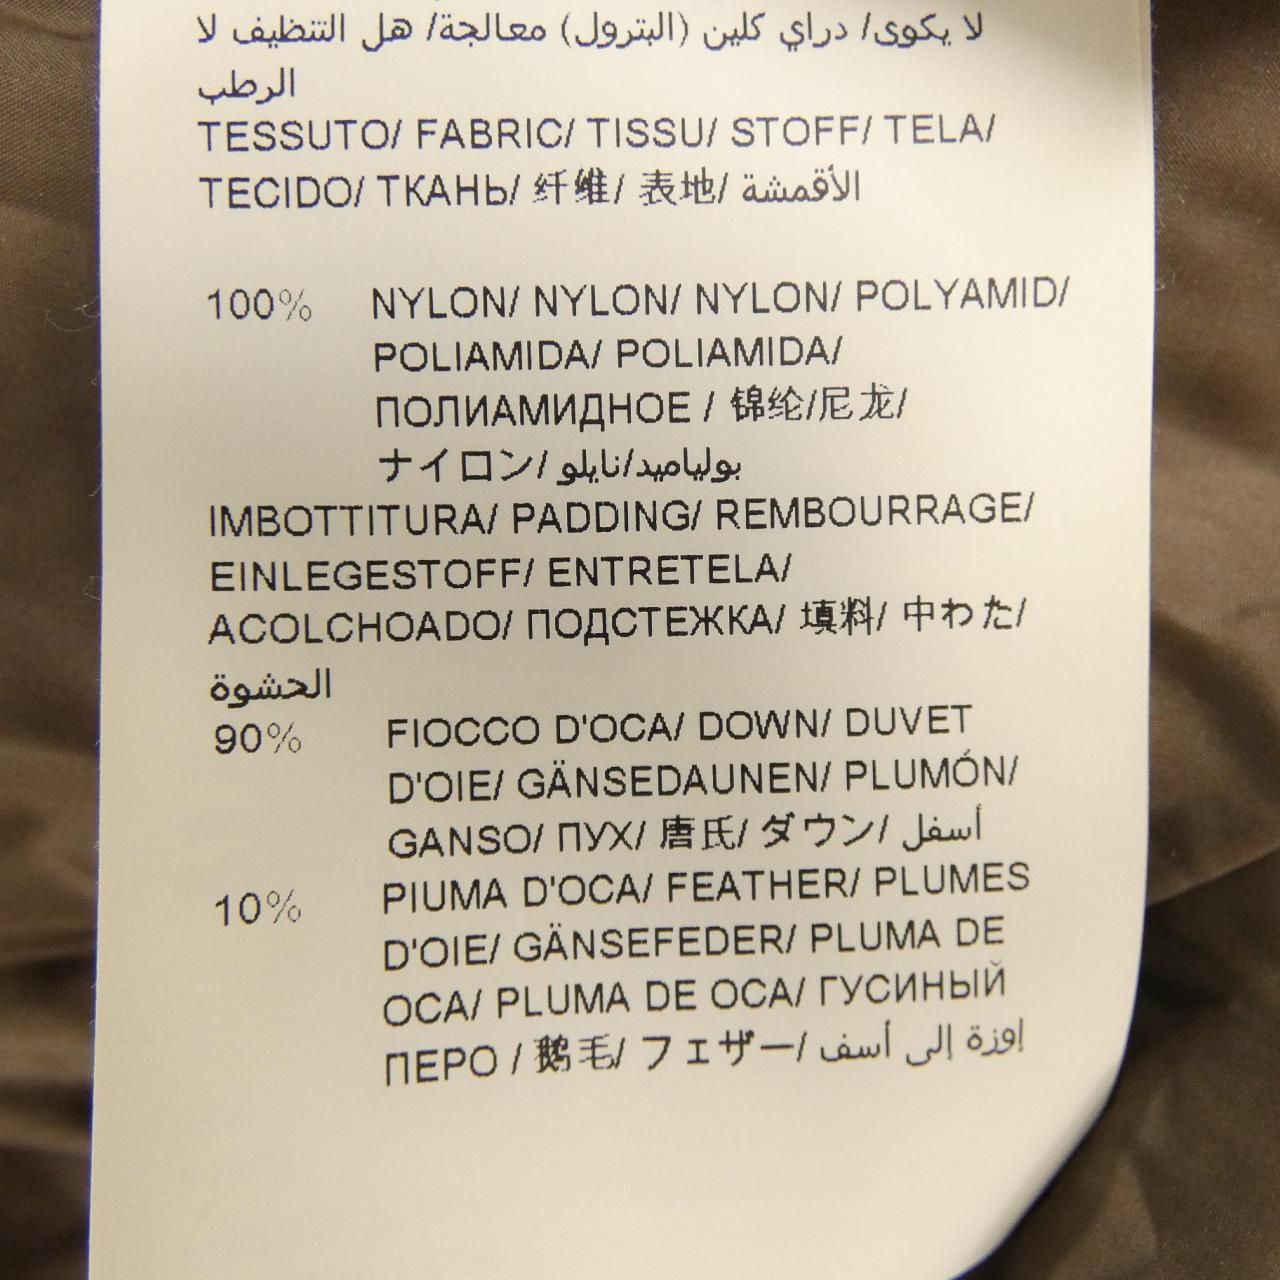 لا يكوى/ دراي كلين (البترول) معالجة/ هل التنظيف لا
الرطب
TESSUTO/ FABRIC/ TISSU/ STOFF/ TELA/
TECIDO/ ТКАНЬ/ 纤维/ 表地/ الأقمشة
100% NYLON/ NYLON/ NYLON/ POLYAMID/
POLIAMIDA/ POLIAMIDA/
ПОЛИАМИДНОЕ / 锦纶/尼龙/
ナイロン/ بولياميد/نايلو
IMBOTTITURA/ PADDING/ REMBOURRAGE/
EINLEGESTOFF/ ENTRETELA/
ACOLCHOADO/ ПОДСТЕЖКА/ 填料/ 中わた/
الحشوة
90% FIOCCO D'OCA/ DOWN/ DUVET
D'OIE/ GÄNSEDAUNEN/ PLUMÓN/
GANSO/ ПУХ/ 唐氏/ ダウン/ أسفل
10% PIUMA D'OCA/ FEATHER/ PLUMES
D'OIE/ GÄNSEFEDER/ PLUMA DE
OCA/ PLUMA DE OCA/ ГУСИНЫЙ
ПЕРО / 鹅毛/ フェザー/ إوزة إلى أسف